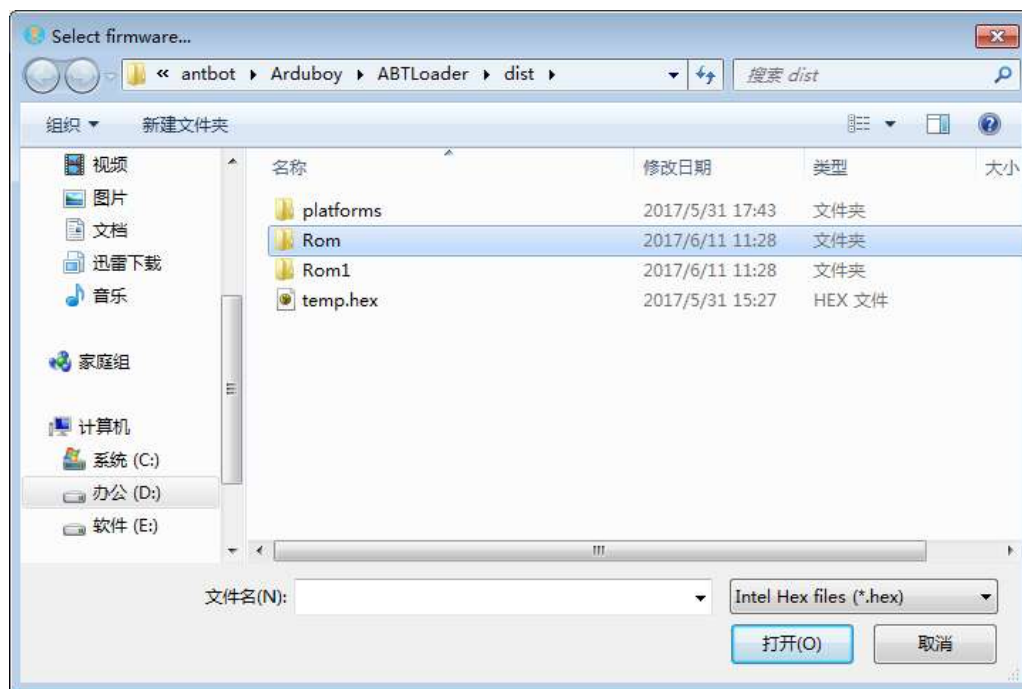 Select firmware...
« antbot ▸ Arduboy ▸ ABTLoader ▸ dist ▸
搜索 dist
组织 新建文件夹
视频
图片
文档
迅雷下载
音乐
家庭组
计算机
系统 (C:)
办公 (D:)
软件 (E:)
名称 修改日期 类型 大小
platforms 2017/5/31 17:43 文件夹
Rom 2017/6/11 11:28 文件夹
Rom1 2017/6/11 11:28 文件夹
temp.hex 2017/5/31 15:27 HEX 文件
文件名(N): Intel Hex files (*.hex)
打开(O) 取消